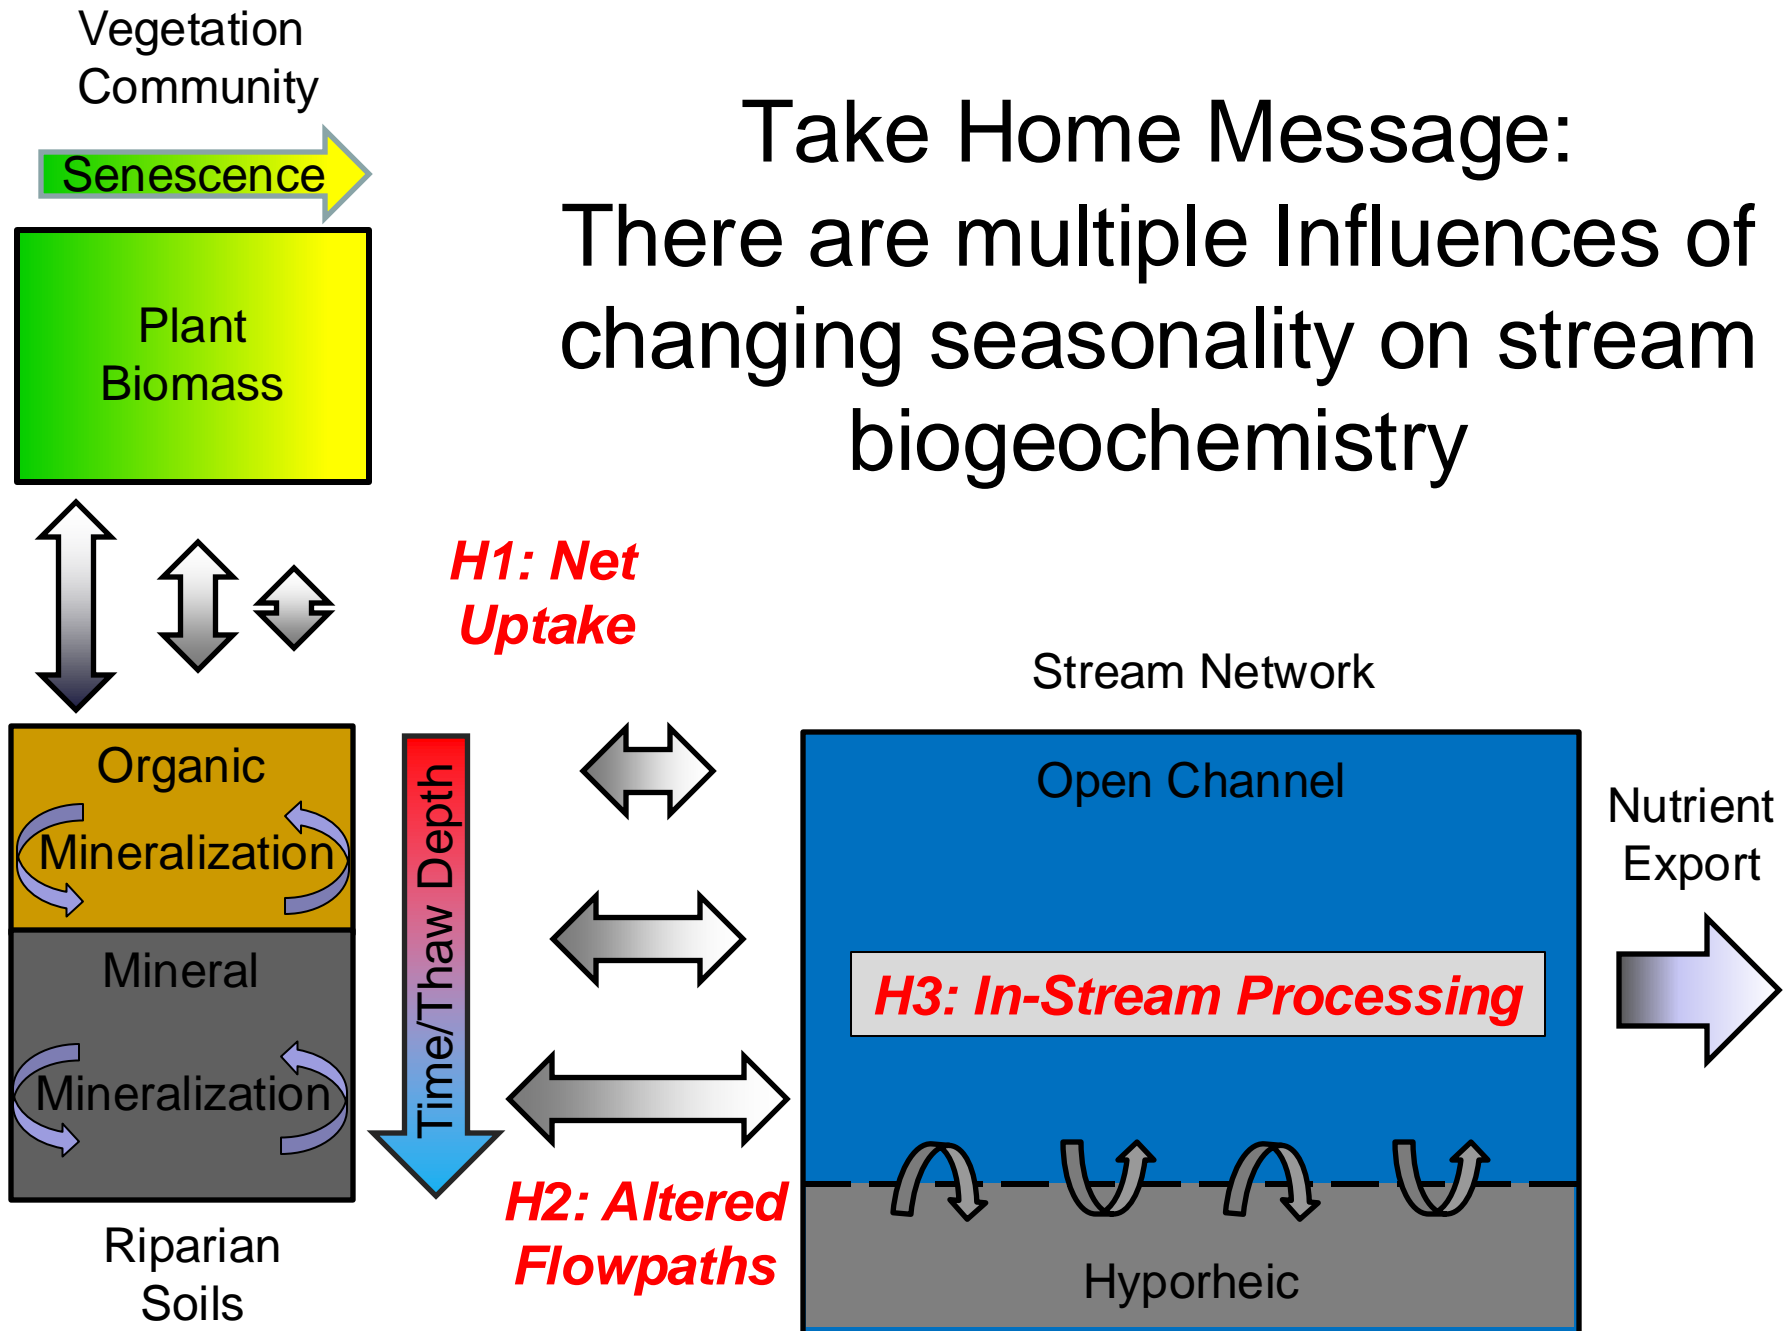 Vegetation
Community
Senescence
Plant
Biomass
Take Home Message:
There are multiple Influences of
changing seasonality on stream
biogeochemistry
H1: Net
Uptake
Organic
Mineralization
Mineral
Mineralization
Riparian
Soils
Time/Thaw Depth
H2: Altered
Flowpaths
Stream Network
Open Channel
H3: In-Stream Processing
Hyporheic
Nutrient
Export